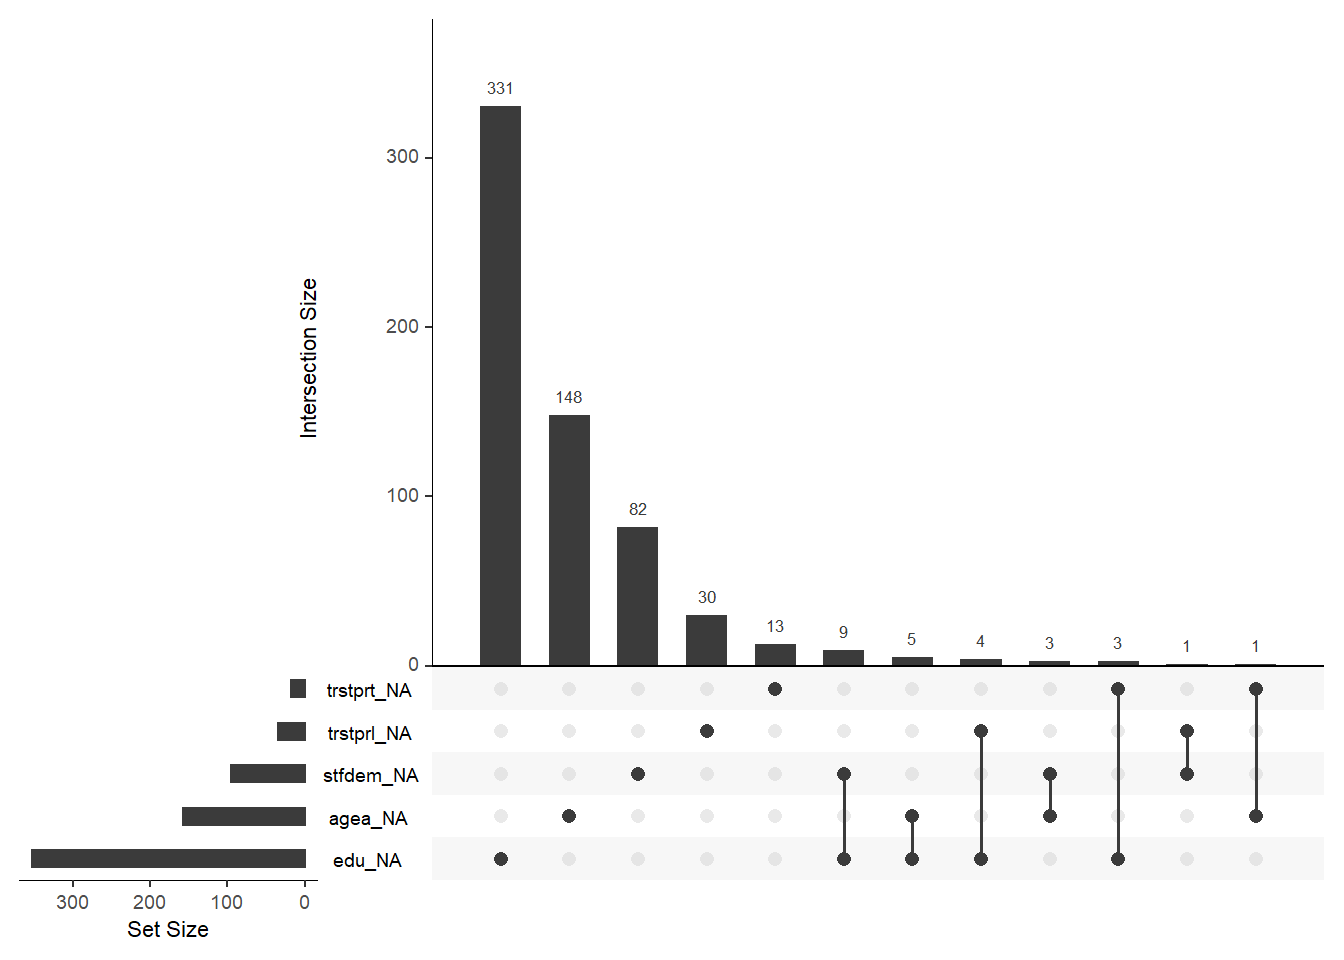 331
300
148
200
Intersection Size
100
82
30
13
9
5
4
3
3
1
1
0
trstprt_NA
trstprl_NA
stfdem_NA
agea_NA
edu_NA
300 200 100 0
Set Size